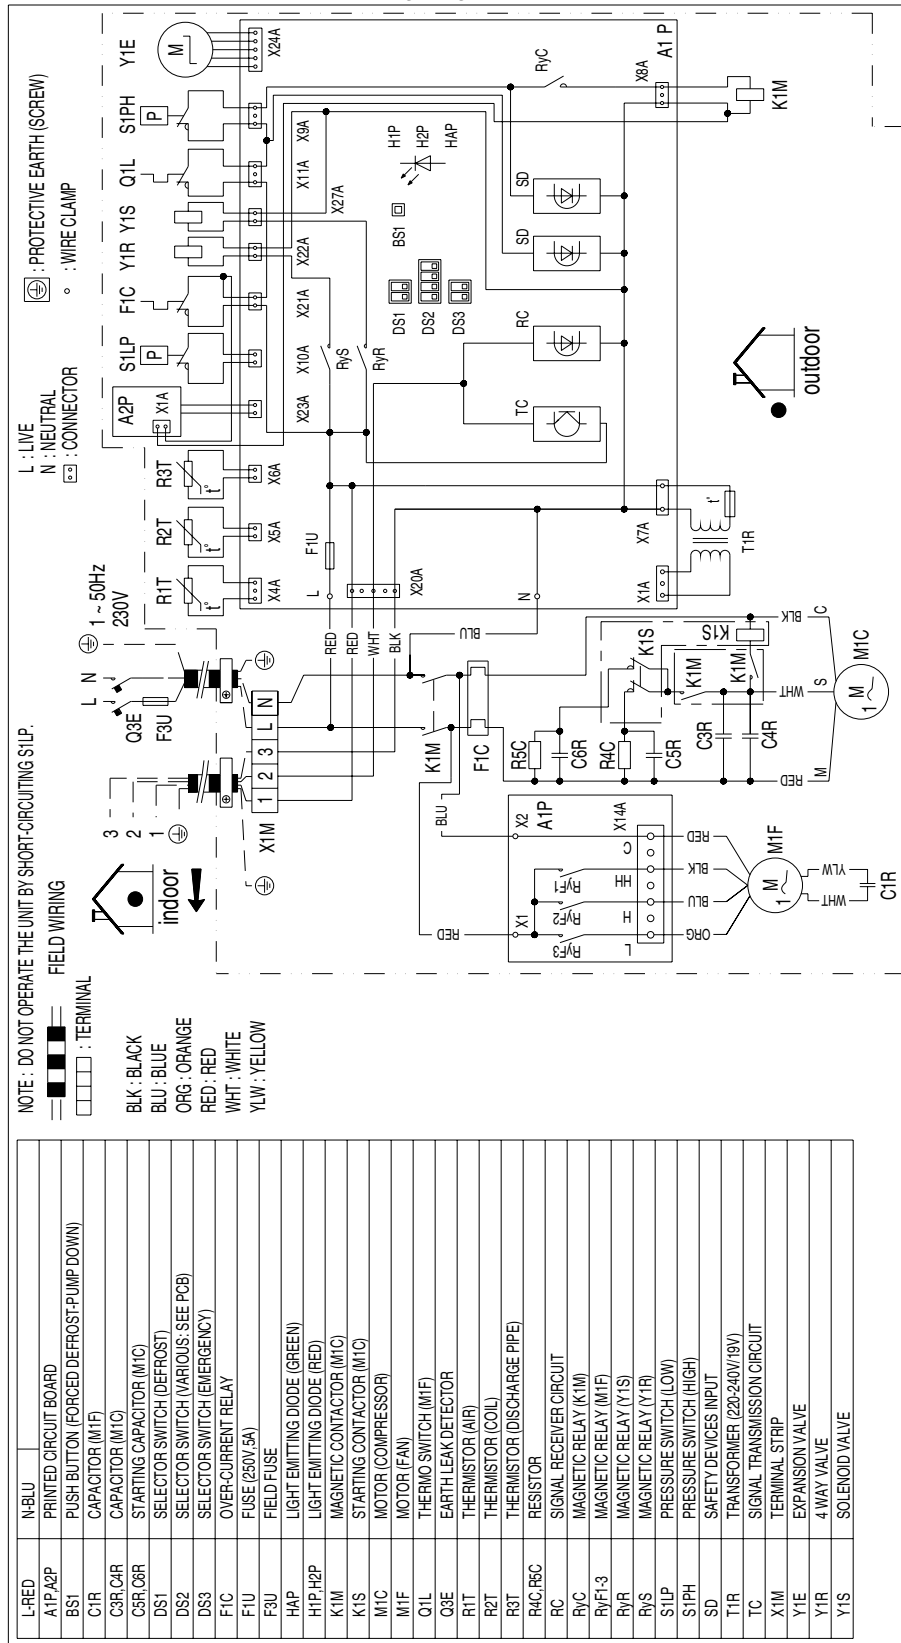 L-RED N-BLU
A1P,A2P PRINTED CIRCUIT BOARD
BS1 PUSH BUTTON (FORCED DEFROST-PUMP DOWN)
C1R CAPACITOR (M1F)
C3R,C4R CAPACITOR (M1C)
C5R,C6R STARTING CAPACITOR (M1C)
DS1 SELECTOR SWITCH (DEFROST)
DS2 SELECTOR SWITCH (VARIOUS: SEE PCB)
DS3 SELECTOR SWITCH (EMERGENCY)
F1C OVER-CURRENT RELAY
F1U FUSE (250V,5A)
F3U FIELD FUSE
HAP LIGHT EMITTING DIODE (GREEN)
H1P,H2P LIGHT EMITTING DIODE (RED)
K1M MAGNETIC CONTACTOR (M1C)
K1S STARTING CONTACTOR (M1C)
M1C MOTOR (COMPRESSOR)
M1F MOTOR (FAN)
Q1L THERMO SWITCH (M1F)
Q3E EARTH LEAK DETECTOR
R1T THERMISTOR (AIR)
R2T THERMISTOR (COIL)
R3T THERMISTOR (DISCHARGE PIPE)
R4C,R5C RESISTOR
RC SIGNAL RECEIVER CIRCUIT
RyC MAGNETIC RELAY (K1M)
RyF1-3 MAGNETIC RELAY (M1F)
RyR MAGNETIC RELAY (Y1S)
RyS MAGNETIC RELAY (Y1R)
S1LP PRESSURE SWITCH (LOW)
S1PH PRESSURE SWITCH (HIGH)
SD SAFETY DEVICES INPUT
T1R TRANSFORMER (220-240V/19V)
TC SIGNAL TRANSMISSION CIRCUIT
X1M TERMINAL STRIP
Y1E EXPANSION VALVE
Y1R 4 WAY VALVE
Y1S SOLENOID VALVE
NOTE : DO NOT OPERATE THE UNIT BY SHORT-CIRCUITING S1LP.
FIELD WIRING
: TERMINAL
BLK : BLACK
BLU : BLUE
ORG : ORANGE
RED : RED
WHT : WHITE
YLW : YELLOW
L : LIVE
N : NEUTRAL
: CONNECTOR
: PROTECTIVE EARTH (SCREW)
: WIRE CLAMP
indoor
3
2
1
L N
1 ~ 50Hz
230V
Q3E
F3U
X1M
1 2 3 L N
R1T R2T R3T A2P S1LP F1C Y1R Y1S Q1L S1PH Y1E
t° t° t° X1A P P M
X4A X5A X6A X23A X10A X21A X22A X27A X11A X9A X24A
L F1U RyS RyR
RED
RED
WHT
BLK
X20A
BLU
N
DS1
DS2
DS3
BS1
H1P
H2P
HAP
TC RC SD SD
RyC
X1A X7A X8A A1P
T1R t° K1M
outdoor
K1M
F1C
BLU
RED
R5C
C6R
R4C
C5R
K1S
K1M
K1M
K1S
C3R
C4R
BLK C
WHT S
RED M
M1C
M
1
A1P
X1 X2
RyF3 RyF2 RyF1
L H HH C
X14A
ORG BLU BLK RED
M1F
M
1
WHT YLW
C1R